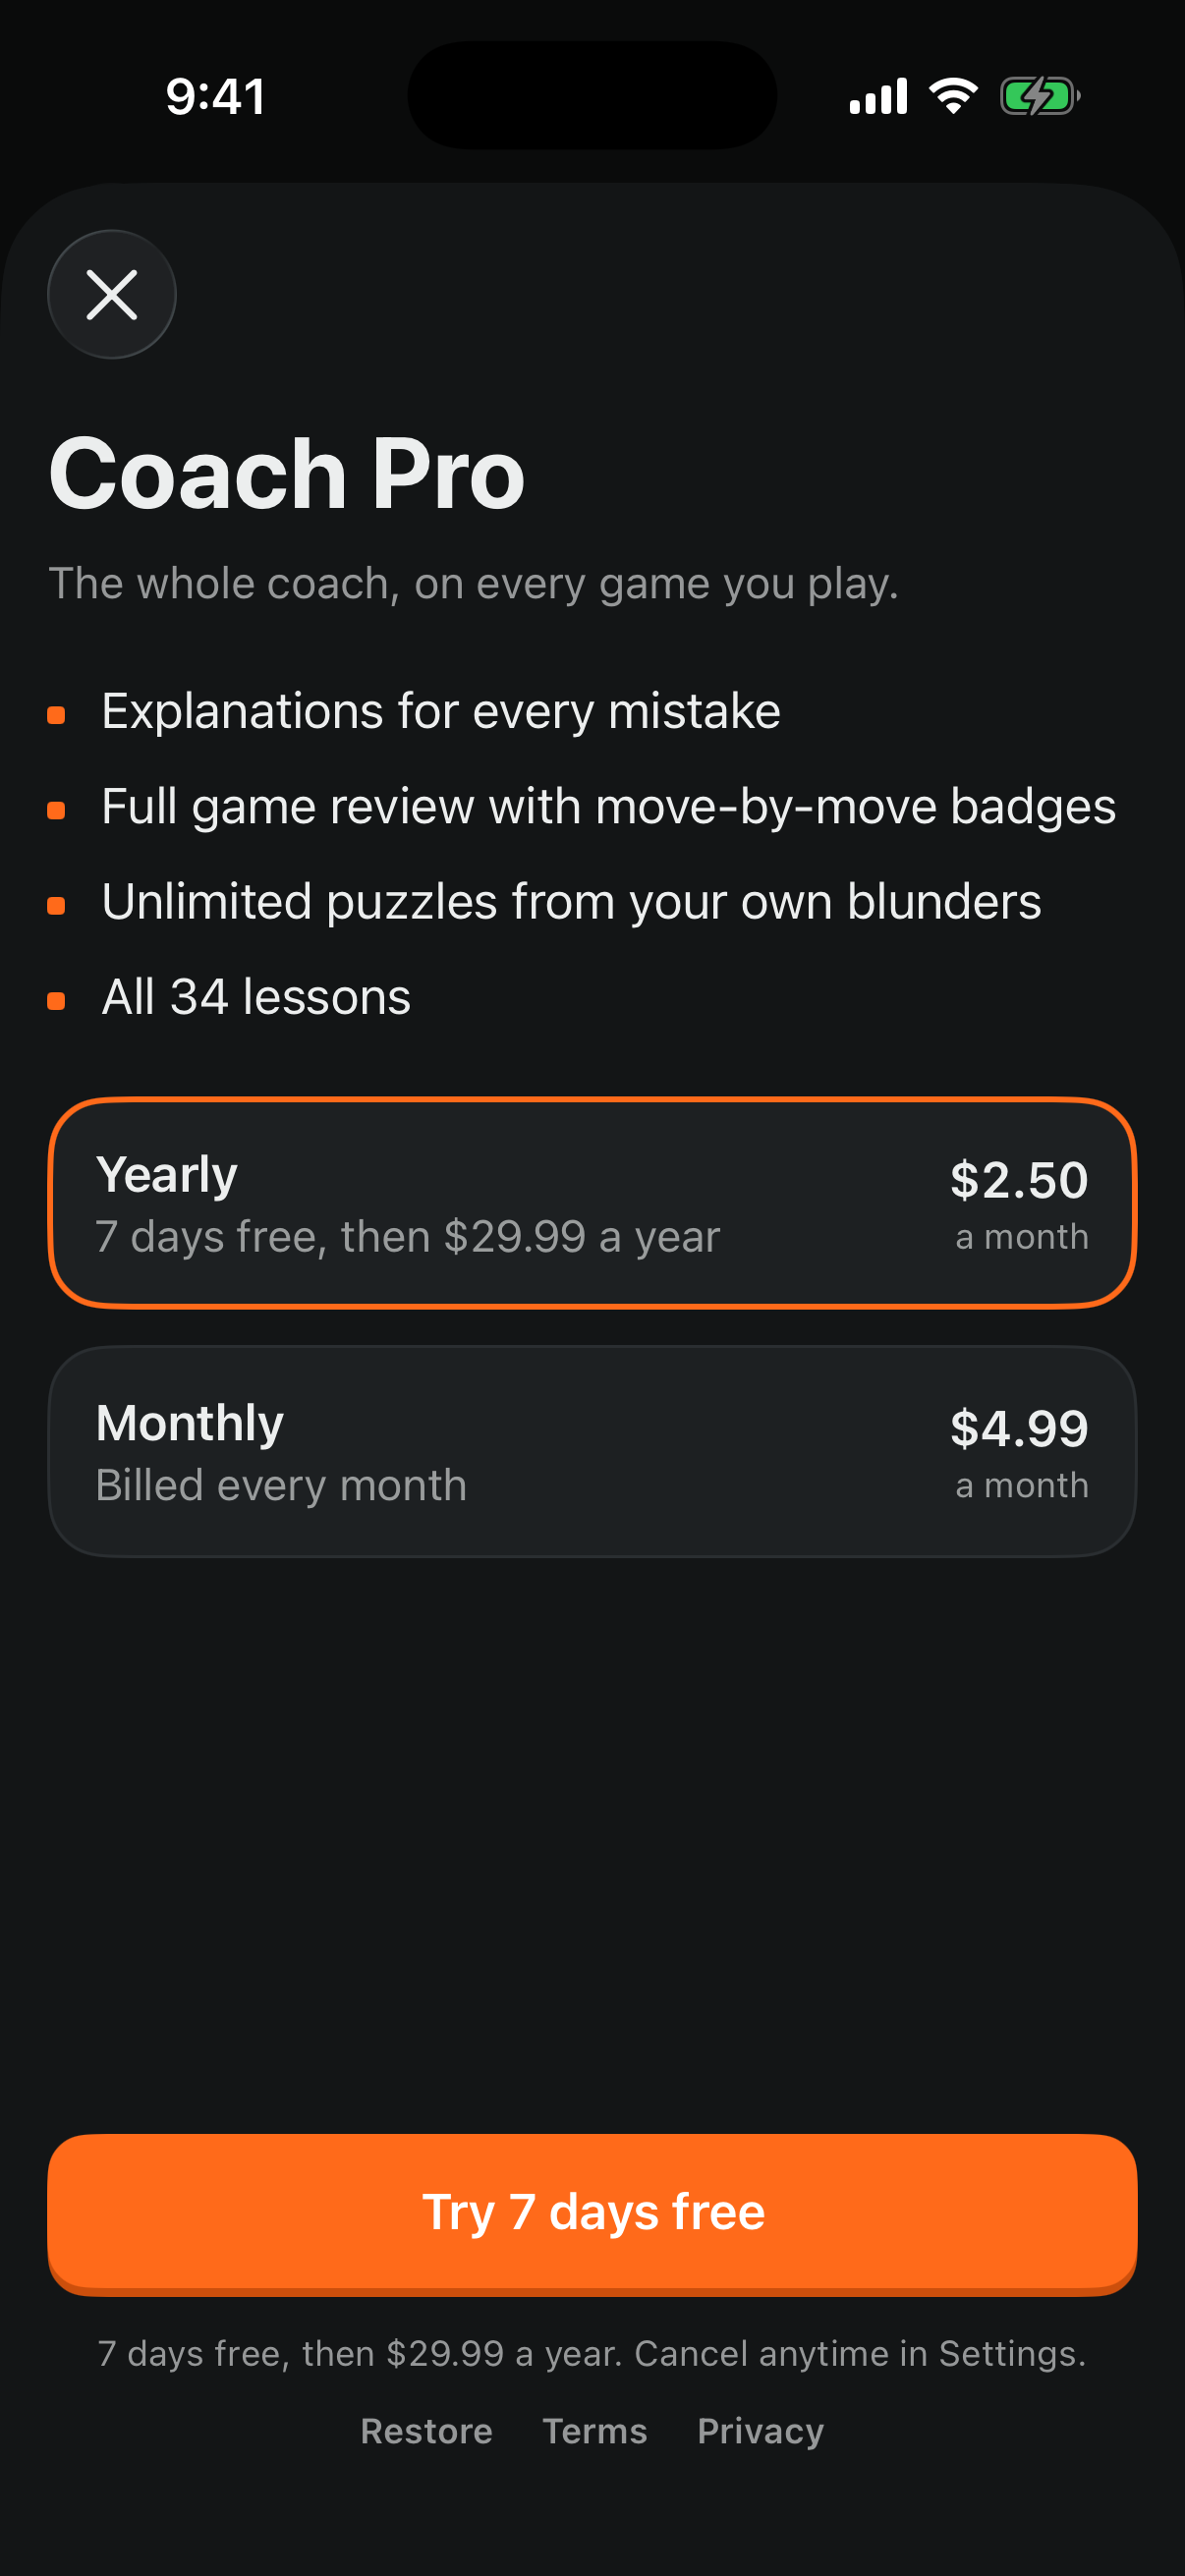 9:41
Coach Pro
The whole coach, on every game you play.
Explanations for every mistake
Full game review with move-by-move badges
Unlimited puzzles from your own blunders
All 34 lessons
Yearly
$2.50
7 days free, then $29.99 a year
a month
Monthly
$4.99
Billed every month
a month
Try 7 days free
7 days free, then $29.99 a year. Cancel anytime in Settings.
Restore Terms Privacy